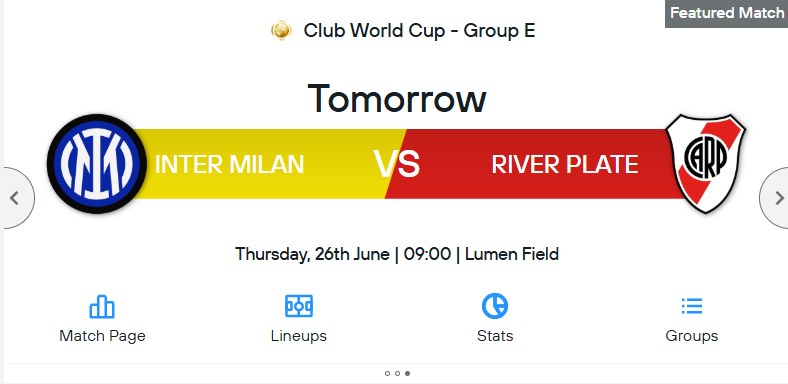 Featured Match
Club World Cup - Group E
Tomorrow
INTER MILAN VS RIVER PLATE
CARP
Thursday, 26th June | 09:00 | Lumen Field
Match Page Lineups Stats Groups